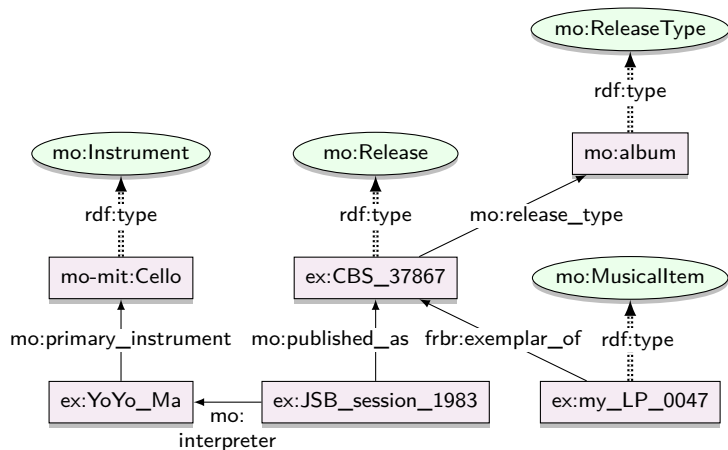 mo:ReleaseType
rdf:type
mo:Instrument
mo:Release
mo:album
rdf:type
rdf:type
mo:release_type
mo-mit:Cello
ex:CBS_37867
mo:MusicalItem
mo:primary_instrument
mo:published_as
frbr:exemplar_of
rdf:type
ex:YoYo_Ma
ex:JSB_session_1983
ex:my_LP_0047
mo:
interpreter